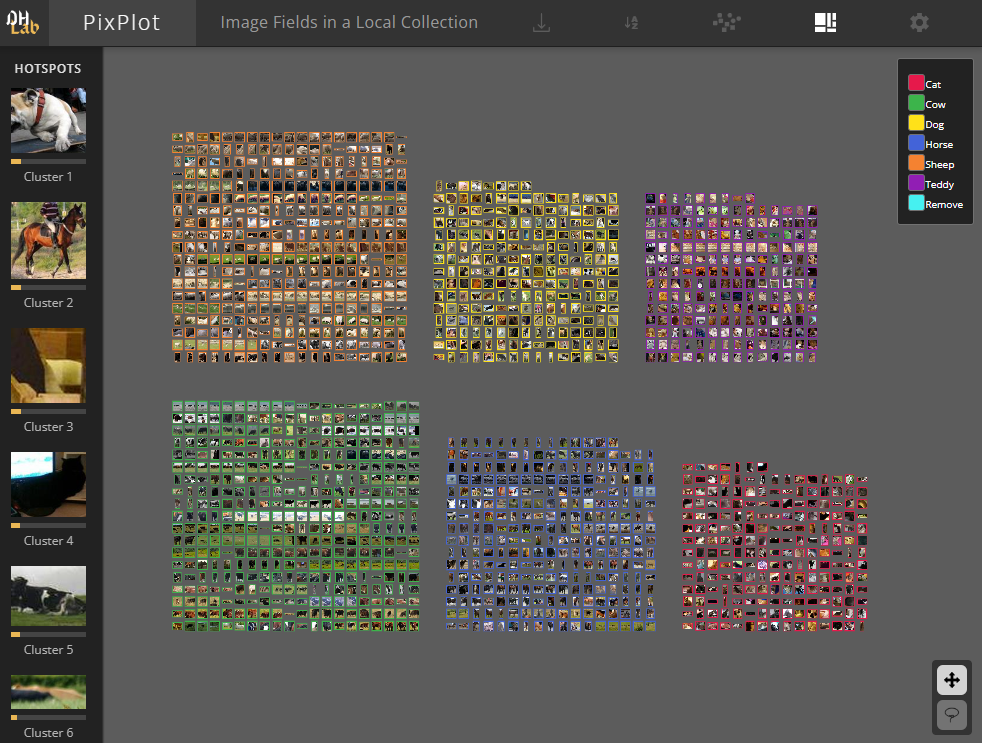 DH Lab
PixPlot
Image Fields in a Local Collection
HOTSPOTS
Cluster 1
Cluster 2
Cluster 3
Cluster 4
Cluster 5
Cluster 6
Cat
Cow
Dog
Horse
Sheep
Teddy
Remove